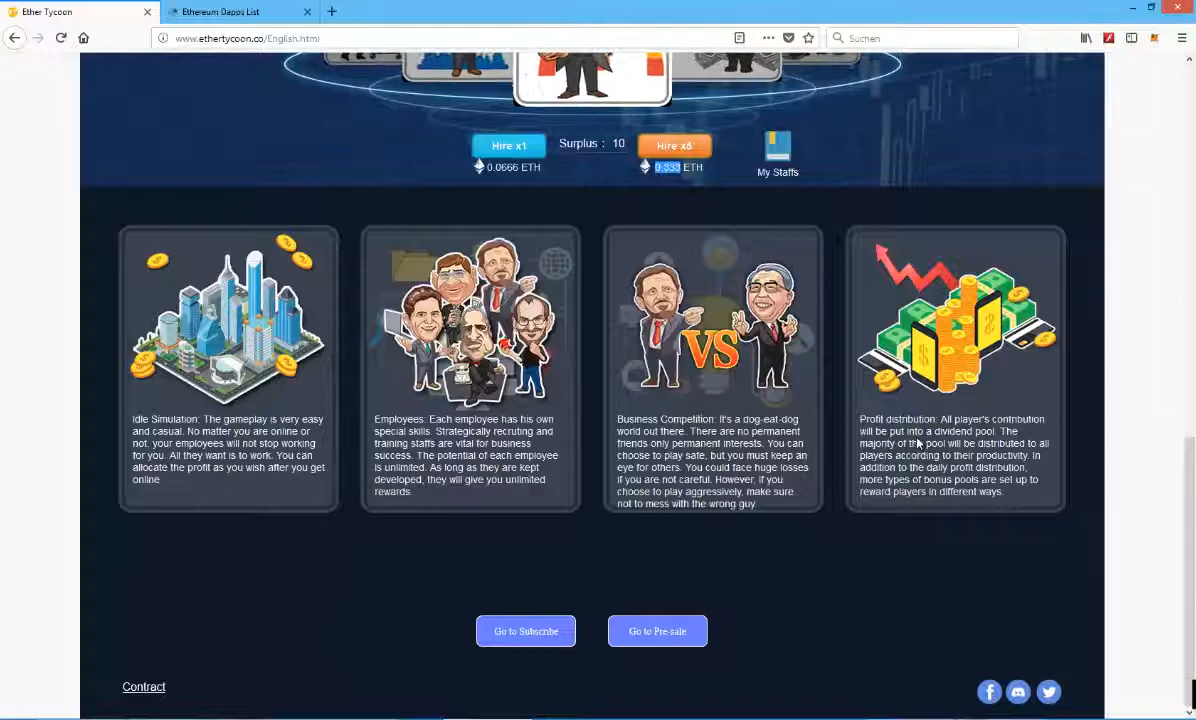 Ether Tycoon
Ethereum Dapps List
www.ethertycoon.co/English.html
Suchen
Hire x1
Surplus : 10
Hire x5
0.0666 ETH
0.333 ETH
My Staffs
Idle Simulation: The gameplay is very easy
and casual. No matter you are online or
not, your employees will not stop working
for you. All they want is to work. You can
allocate the profit as you wish after you get
online
Employees: Each employee has his own
special skills. Strategically recruting and
training staffs are vital for business
success. The potential of each employee
is unlimited. As long as they are kept
developed, they will give you unlimited
rewards.
Business Competition: It's a dog-eat-dog
world out there. There are no permanent
friends only permanent interests. You can
choose to play safe, but you must keep an
eye for others. You could face huge losses
if you are not careful. However, if you
choose to play aggressively, make sure
not to mess with the wrong guy.
VS
Profit distribution: All player's contribution
will be put into a dividend pool. The
majority of the pool will be distributed to all
players according to their productivity. In
addition to the daily profit distribution,
more types of bonus pools are set up to
reward players in different ways.
Go to Subscribe
Go to Pre-sale
Contract